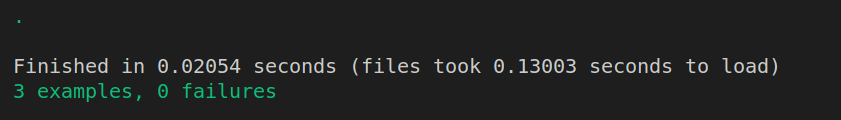 .
Finished in 0.02054 seconds (files took 0.13003 seconds to load)
3 examples, 0 failures